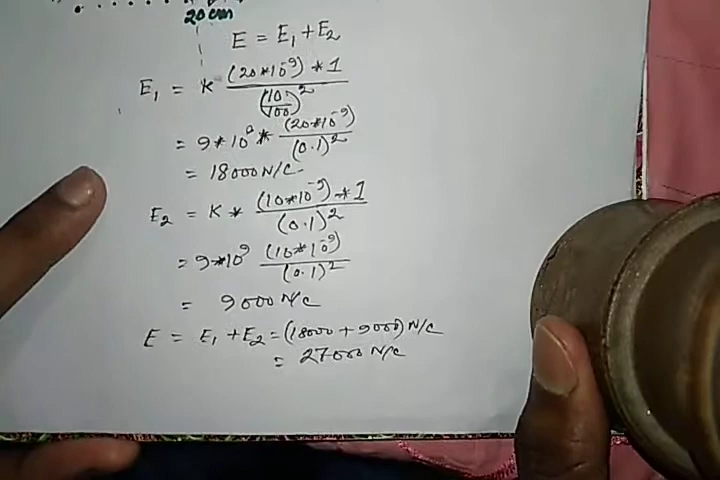 20 cm
E = E₁ + E₂
E₁ = K (20*10⁻⁹) * 1 / (10/100)²
= 9*10⁹ * (20*10⁻⁹) / (0.1)²
= 18000 N/C
E₂ = K * (10*10⁻⁹) * 1 / (0.1)²
= 9*10⁹ (10*10⁻⁹) / (0.1)²
= 9000 N/C
E = E₁ + E₂ = (18000 + 9000) N/C
= 27000 N/C